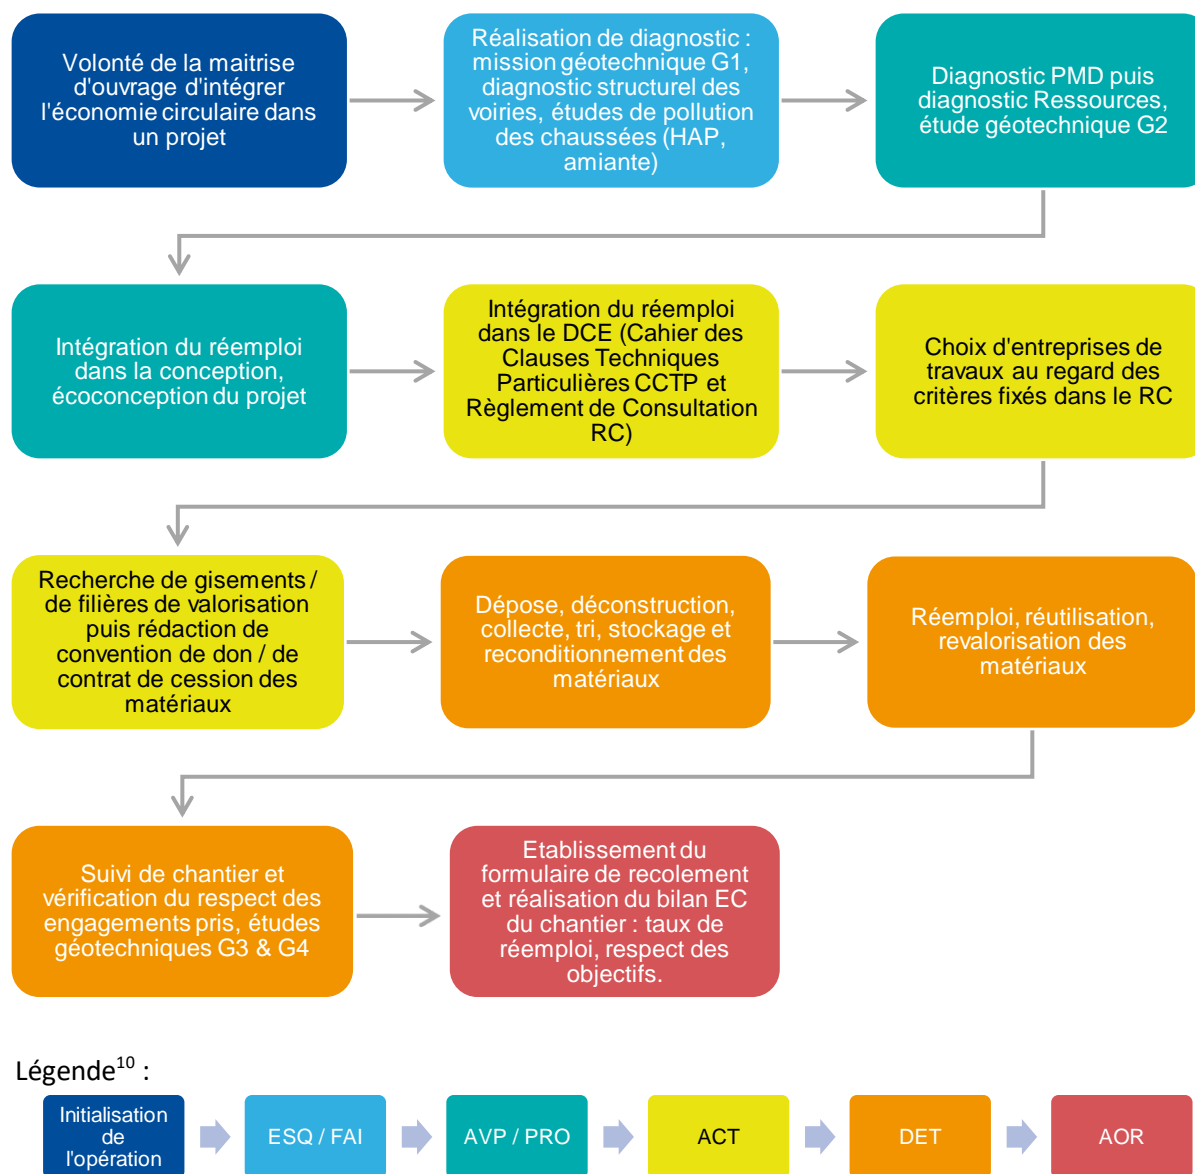 Volonté de la maitrise
d'ouvrage d'intégrer
l'économie circulaire dans
un projet
Réalisation de diagnostic :
mission géotechnique G1,
diagnostic structurel des
voiries, études de pollution
des chaussées (HAP,
amiante)
Diagnostic PMD puis
diagnostic Ressources,
étude géotechnique G2
Intégration du réemploi
dans la conception,
écoconception du projet
Intégration du réemploi
dans le DCE (Cahier des
Clauses Techniques
Particulières CCTP et
Règlement de Consultation
RC)
Choix d'entreprises de
travaux au regard des
critères fixés dans le RC
Recherche de gisements /
de filières de valorisation
puis rédaction de
convention de don / de
contrat de cession des
matériaux
Dépose, déconstruction,
collecte, tri, stockage et
reconditionnement des
matériaux
Réemploi, réutilisation,
revalorisation des
matériaux
Suivi de chantier et
vérification du respect des
engagements pris, études
géotechniques G3 & G4
Etablissement du
formulaire de recolement
et réalisation du bilan EC
du chantier : taux de
réemploi, respect des
objectifs.
Légende10 :
Initialisation
de
l'opération
ESQ / FAI
AVP / PRO
ACT
DET
AOR